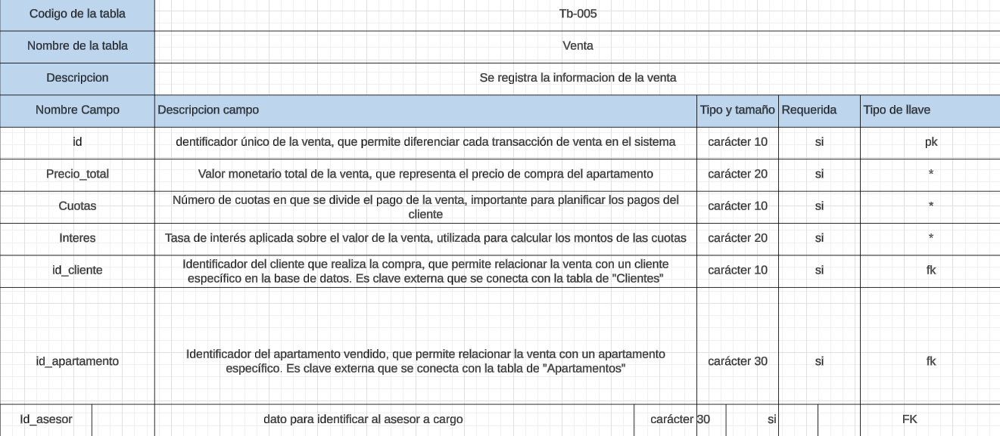 Codigo de la tabla Tb-005
Nombre de la tabla Venta
Descripcion Se registra la informacion de la venta
Nombre Campo Descripcion campo Tipo y tamaño Requerida Tipo de llave
id dentificador único de la venta, que permite diferenciar cada transacción de venta en el sistema carácter 10 si pk
Precio_total Valor monetario total de la venta, que representa el precio de compra del apartamento carácter 20 si *
Cuotas Número de cuotas en que se divide el pago de la venta, importante para planificar los pagos del
cliente carácter 10 si *
Interes Tasa de interés aplicada sobre el valor de la venta, utilizada para calcular los montos de las cuotas carácter 20 si *
id_cliente Identificador del cliente que realiza la compra, que permite relacionar la venta con un cliente
específico en la base de datos. Es clave externa que se conecta con la tabla de "Clientes" carácter 10 si fk
id_apartamento Identificador del apartamento vendido, que permite relacionar la venta con un apartamento
específico. Es clave externa que se conecta con la tabla de "Apartamentos" carácter 30 si fk
Id_asesor dato para identificar al asesor a cargo carácter 30 si FK